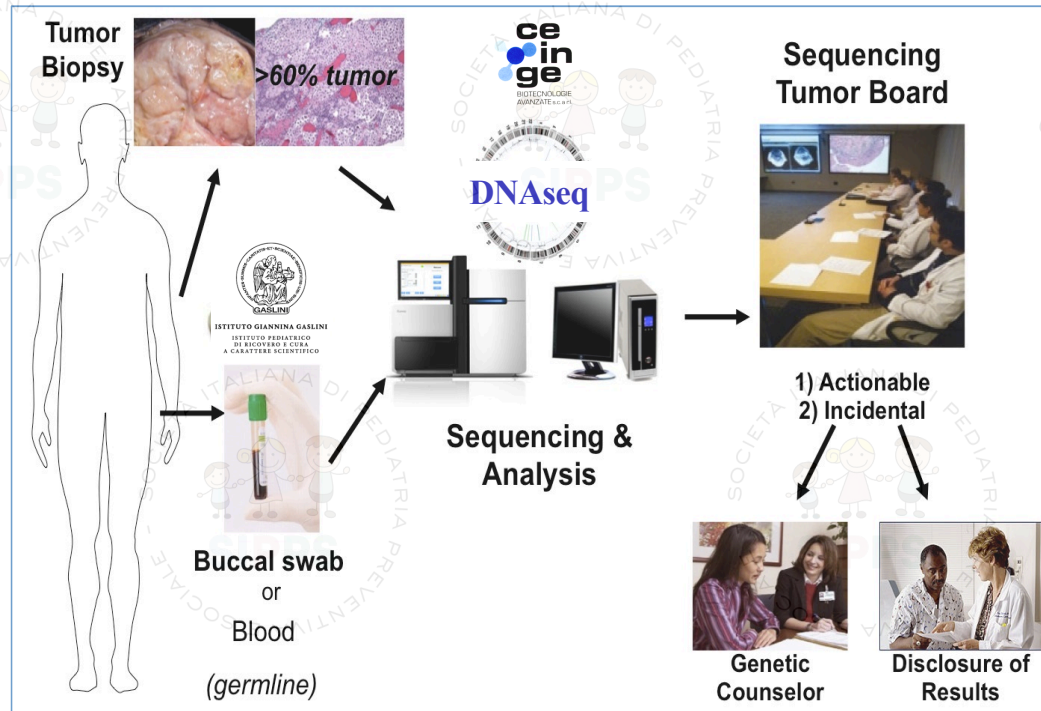 Tumor
Biopsy
>60% tumor
ce
in
ge
BIOTECNOLOGIE
AVANZATE s.c.a r.l.
DNAseq
Sequencing
Tumor Board
GASLINI
ISTITUTO GIANNINA GASLINI
ISTITUTO PEDIATRICO
DI RICOVERO E CURA
A CARATTERE SCIENTIFICO
Sequencing &
Analysis
1) Actionable
2) Incidental
Buccal swab
or
Blood
(germline)
Genetic
Counselor
Disclosure of
Results
SOCIETÀ ITALIANA DI PEDIATRIA PREVENTIVA E SOCIALE
SIPPS